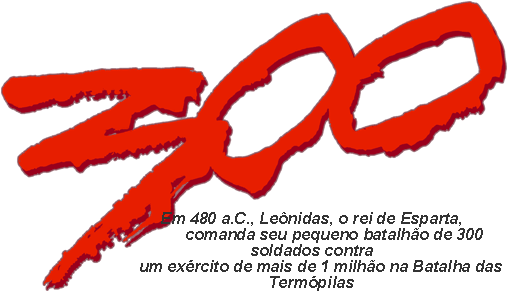 300
Em 480 a.C., Leônidas, o rei de Esparta,
comanda seu pequeno batalhão de 300
soldados contra
um exército de mais de 1 milhão na Batalha das
Termópilas